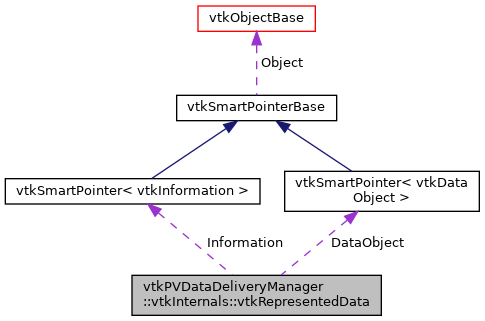 vtkObjectBase
Object
vtkSmartPointerBase
vtkSmartPointer< vtkInformation >
vtkSmartPointer< vtkData
Object >
Information
DataObject
vtkPVDataDeliveryManager
::vtkInternals::vtkRepresentedData